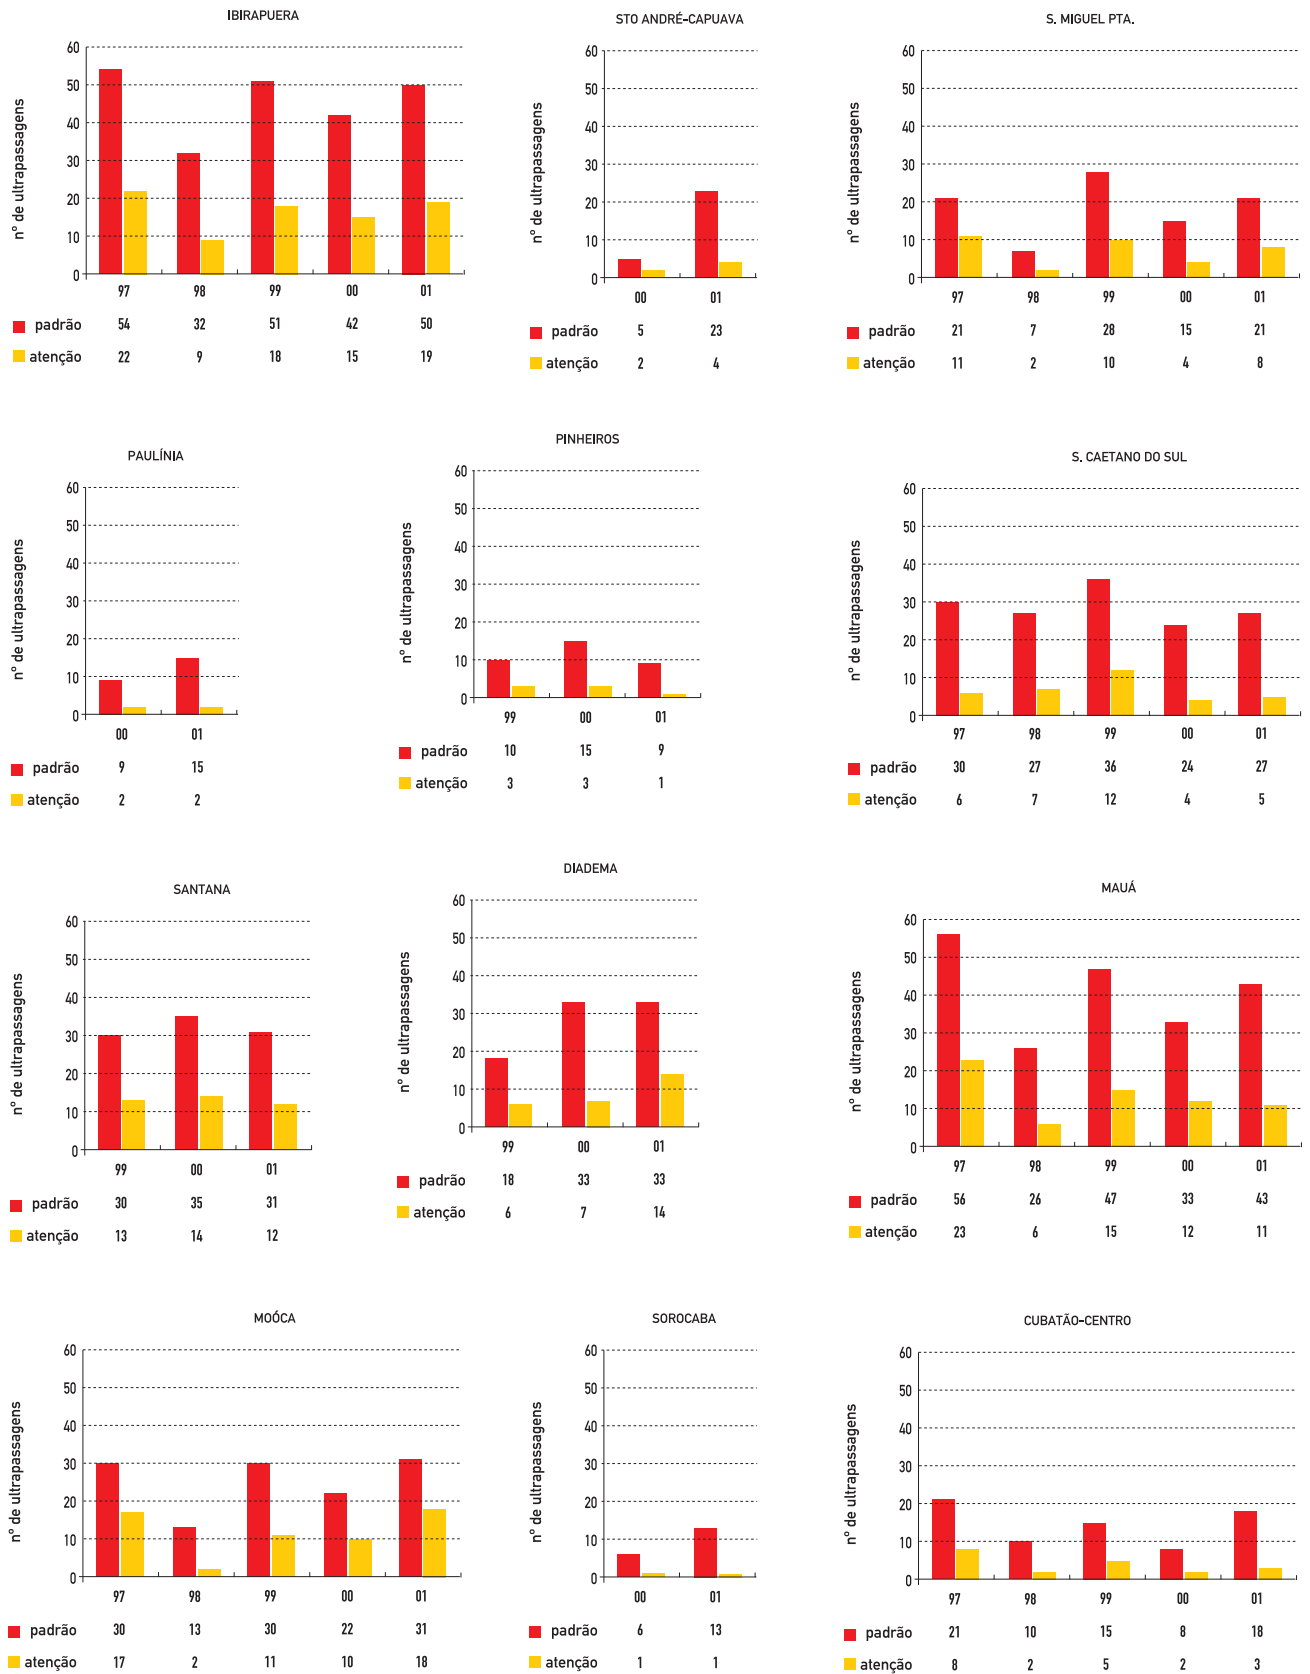 IBIRAPUERA
nº de ultrapassagens
60
50
40
30
20
10
0
97 98 99 00 01
padrão 54 32 51 42 50
atenção 22 9 18 15 19
STO ANDRÉ-CAPUAVA
nº de ultrapassagens
60
50
40
30
20
10
0
00 01
padrão 5 23
atenção 2 4
S. MIGUEL PTA.
nº de ultrapassagens
60
50
40
30
20
10
0
97 98 99 00 01
padrão 21 7 28 15 21
atenção 11 2 10 4 8
PAULÍNIA
nº de ultrapassagens
60
50
40
30
20
10
0
00 01
padrão 9 15
atenção 2 2
PINHEIROS
nº de ultrapassagens
60
50
40
30
20
10
0
99 00 01
padrão 10 15 9
atenção 3 3 1
S. CAETANO DO SUL
nº de ultrapassagens
60
50
40
30
20
10
0
97 98 99 00 01
padrão 30 27 36 24 27
atenção 6 7 12 4 5
SANTANA
nº de ultrapassagens
60
50
40
30
20
10
0
99 00 01
padrão 30 35 31
atenção 13 14 12
DIADEMA
nº de ultrapassagens
60
50
40
30
20
10
0
99 00 01
padrão 18 33 33
atenção 6 7 14
MAUÁ
nº de ultrapassagens
60
50
40
30
20
10
0
97 98 99 00 01
padrão 56 26 47 33 43
atenção 23 6 15 12 11
MOÓCA
nº de ultrapassagens
60
50
40
30
20
10
0
97 98 99 00 01
padrão 30 13 30 22 31
atenção 17 2 11 10 18
SOROCABA
nº de ultrapassagens
60
50
40
30
20
10
0
00 01
padrão 6 13
atenção 1 1
CUBATÃO-CENTRO
nº de ultrapassagens
60
50
40
30
20
10
0
97 98 99 00 01
padrão 21 10 15 8 18
atenção 8 2 5 2 3